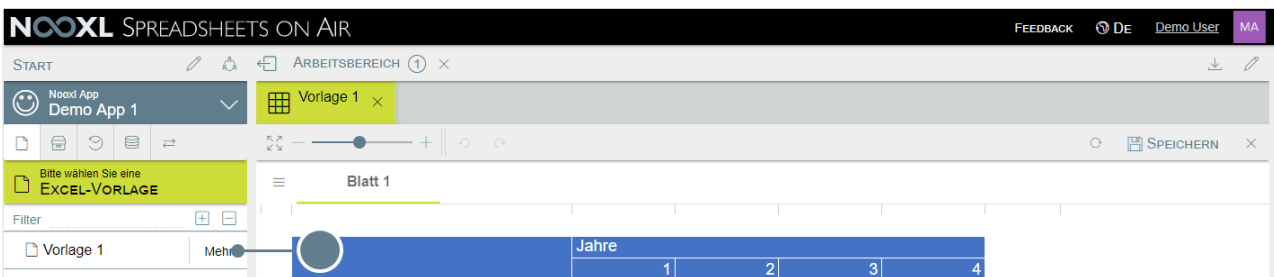 NOOXL SPREADSHEETS ON AIR
FEEDBACK DE Demo User MA
START ARBEITSBEREICH 1
Nooxl App
Demo App 1
Vorlage 1
SPEICHERN
Bitte wählen Sie eine
EXCEL-VORLAGE
Blatt 1
Filter
Vorlage 1 Mehr
Jahre
1 2 3 4